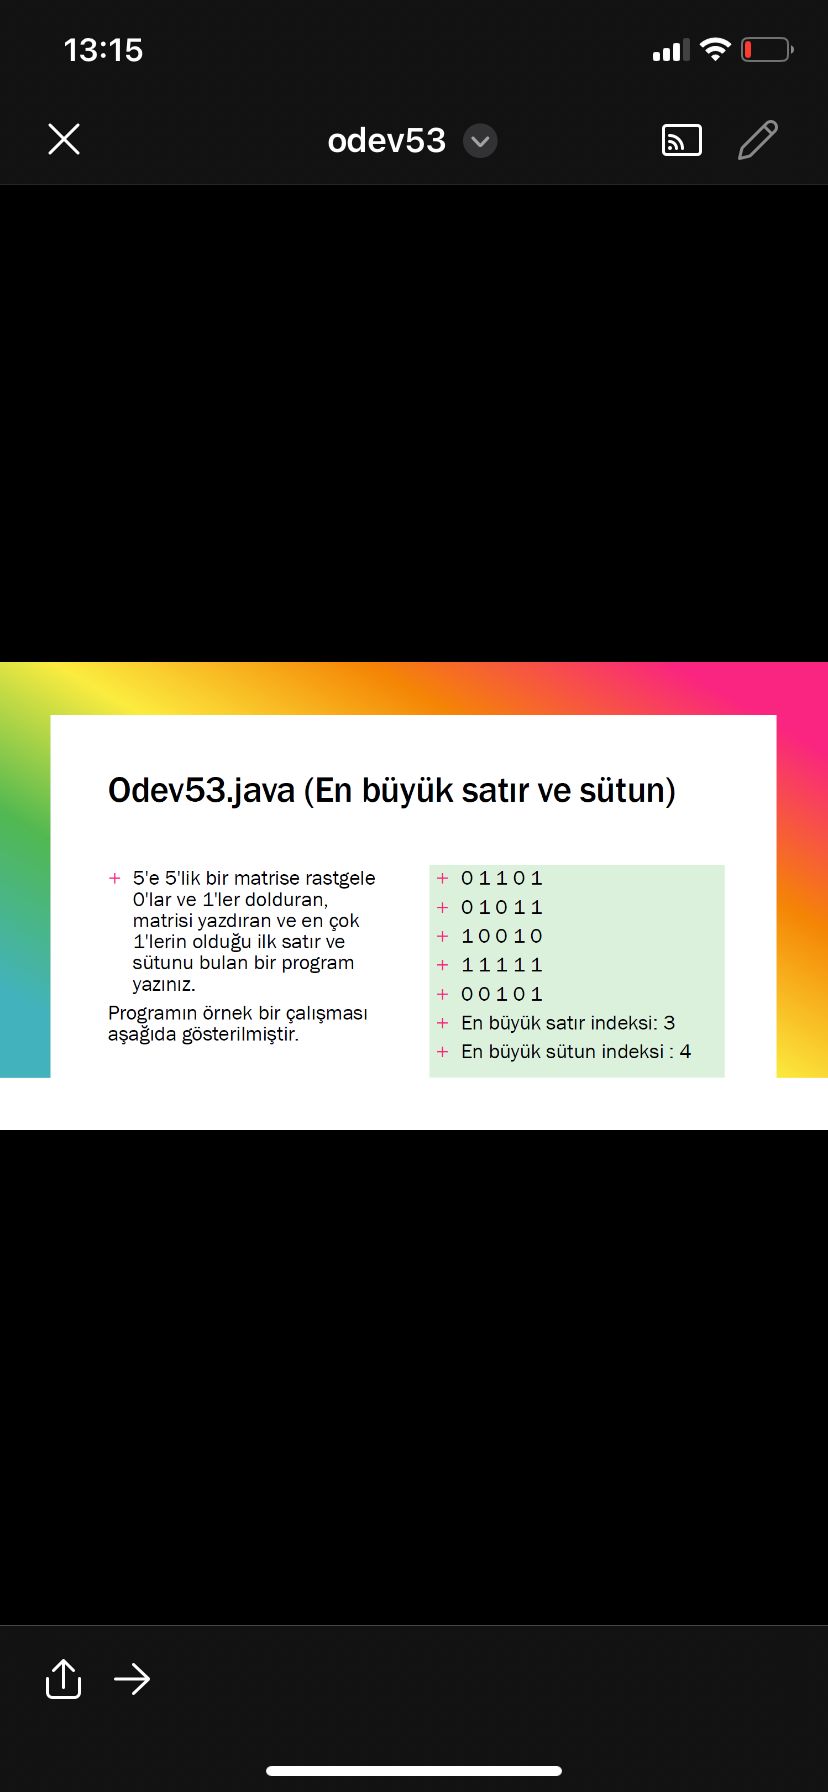 13:15
odev53
Odev53.java (En büyük satır ve sütun)
+ 5'e 5'lik bir matrise rastgele
0'lar ve 1'ler dolduran,
matrisi yazdıran ve en çok
1'lerin olduğu ilk satır ve
sütunu bulan bir program
yazınız.
Programın örnek bir çalışması
aşağıda gösterilmiştir.
+ 0 1 1 0 1
+ 0 1 0 1 1
+ 1 0 0 1 0
+ 1 1 1 1 1
+ 0 0 1 0 1
+ En büyük satır indeksi: 3
+ En büyük sütun indeksi : 4